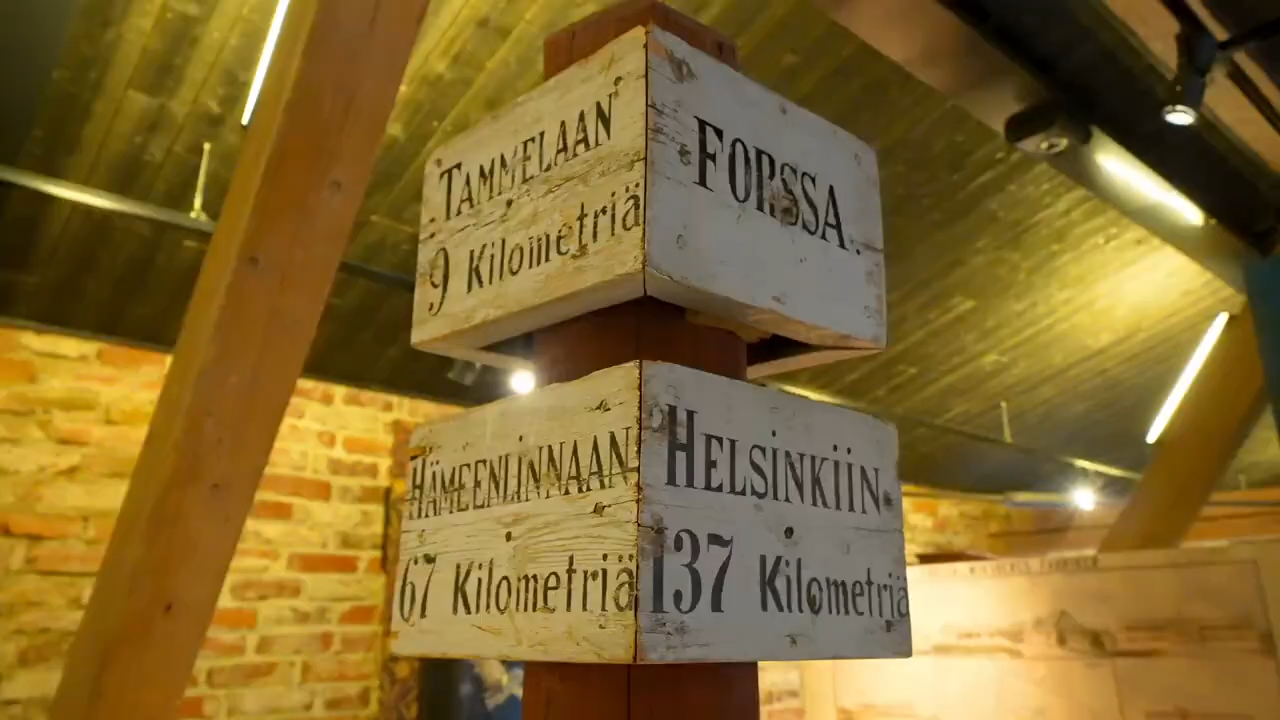 TAMMELAAN
9 Kilometriä
FORSSA.
HÄMEENLINNAAN
67 Kilometriä
HELSINKIIN
137 Kilometriä